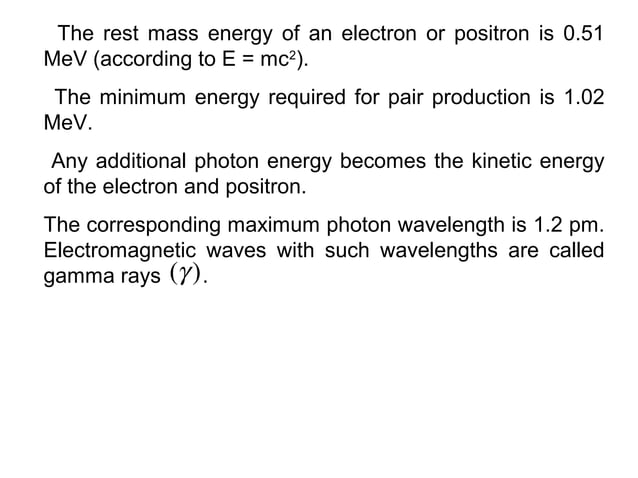 The rest mass energy of an electron or positron is 0.51
MeV (according to E = mc²).
The minimum energy required for pair production is 1.02
MeV.
Any additional photon energy becomes the kinetic energy
of the electron and positron.
The corresponding maximum photon wavelength is 1.2 pm.
Electromagnetic waves with such wavelengths are called
gamma rays (γ).